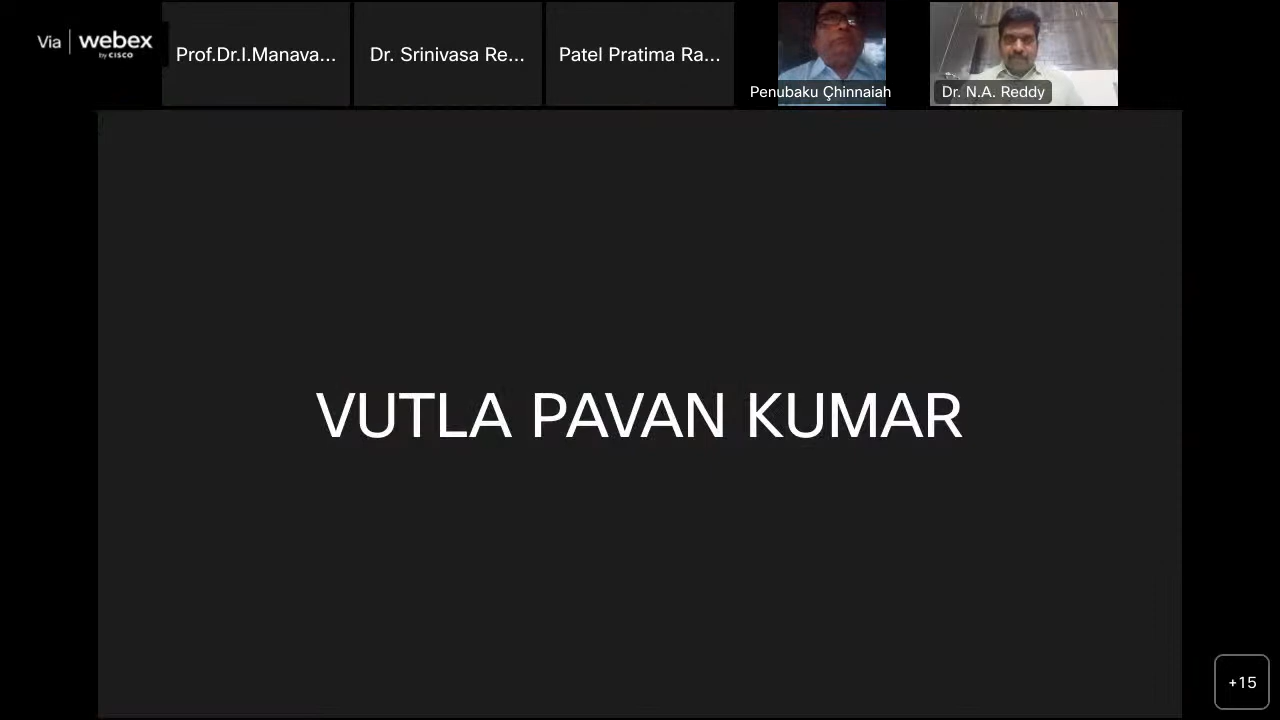 Via webex
by CISCO
Prof.Dr.I.Manava...
Dr. Srinivasa Re...
Patel Pratima Ra...
Penubaku Çhinnaiah
Dr. N.A. Reddy
VUTLA PAVAN KUMAR
+15